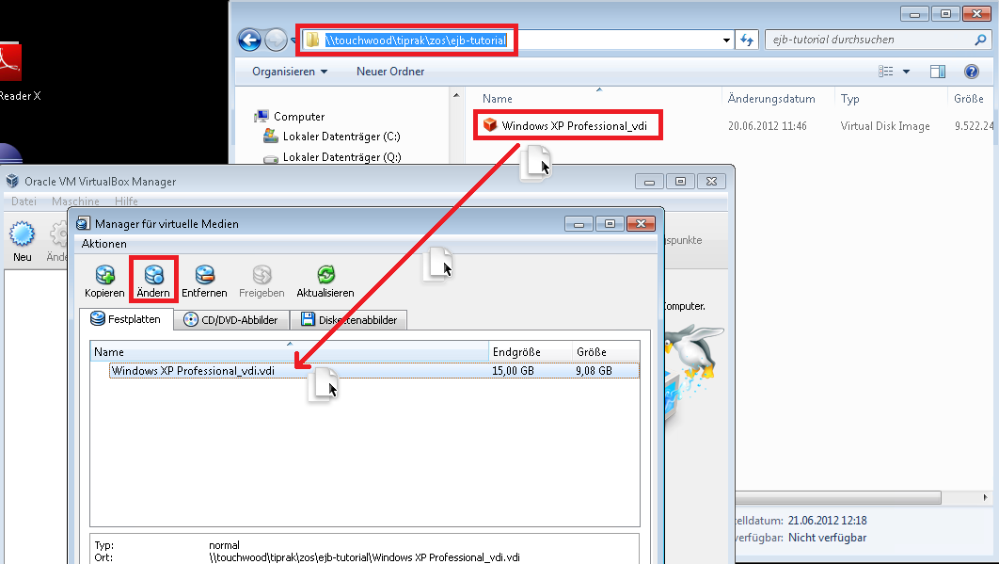 \\touchwood\tiprak\zos\ejb-tutorial
ejb-tutorial durchsuchen
Organisieren
Neuer Ordner
Reader X
Name
Änderungsdatum
Typ
Größe
Computer
Lokaler Datenträger (C:)
Lokaler Datenträger (Q:)
Windows XP Professional_vdi
20.06.2012 11:46
Virtual Disk Image
9.522.24
Oracle VM VirtualBox Manager
Datei Maschine Hilfe
Neu
Manager für virtuelle Medien
Aktionen
Kopieren
Ändern
Entfernen
Freigeben
Aktualisieren
Festplatten
CD/DVD-Abbilder
Diskettenabbilder
Name
Endgröße
Größe
Windows XP Professional_vdi.vdi
15,00 GB
9,08 GB
Typ: normal
Ort: \\touchwood\tiprak\zos\ejb-tutorial\Windows XP Professional_vdi.vdi
omputer.
elldatum: 21.06.2012 12:18
verfügbar: Nicht verfügbar